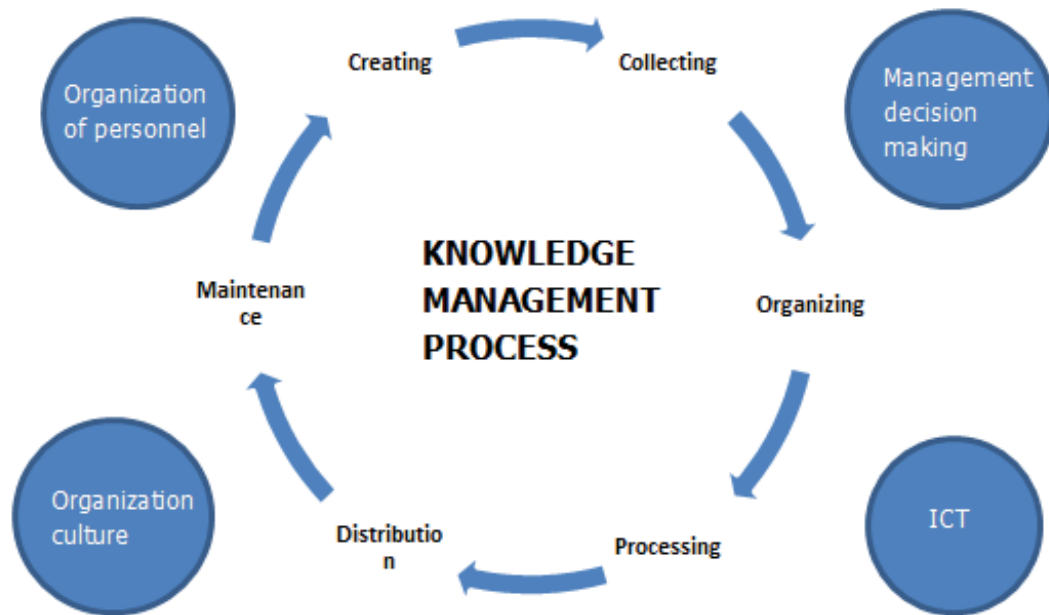 Creating
Collecting
Organization
of personnel
Management
decision
making
KNOWLEDGE
MANAGEMENT
PROCESS
Maintenan
ce
Organizing
Organization
culture
Distributio
n
Processing
ICT